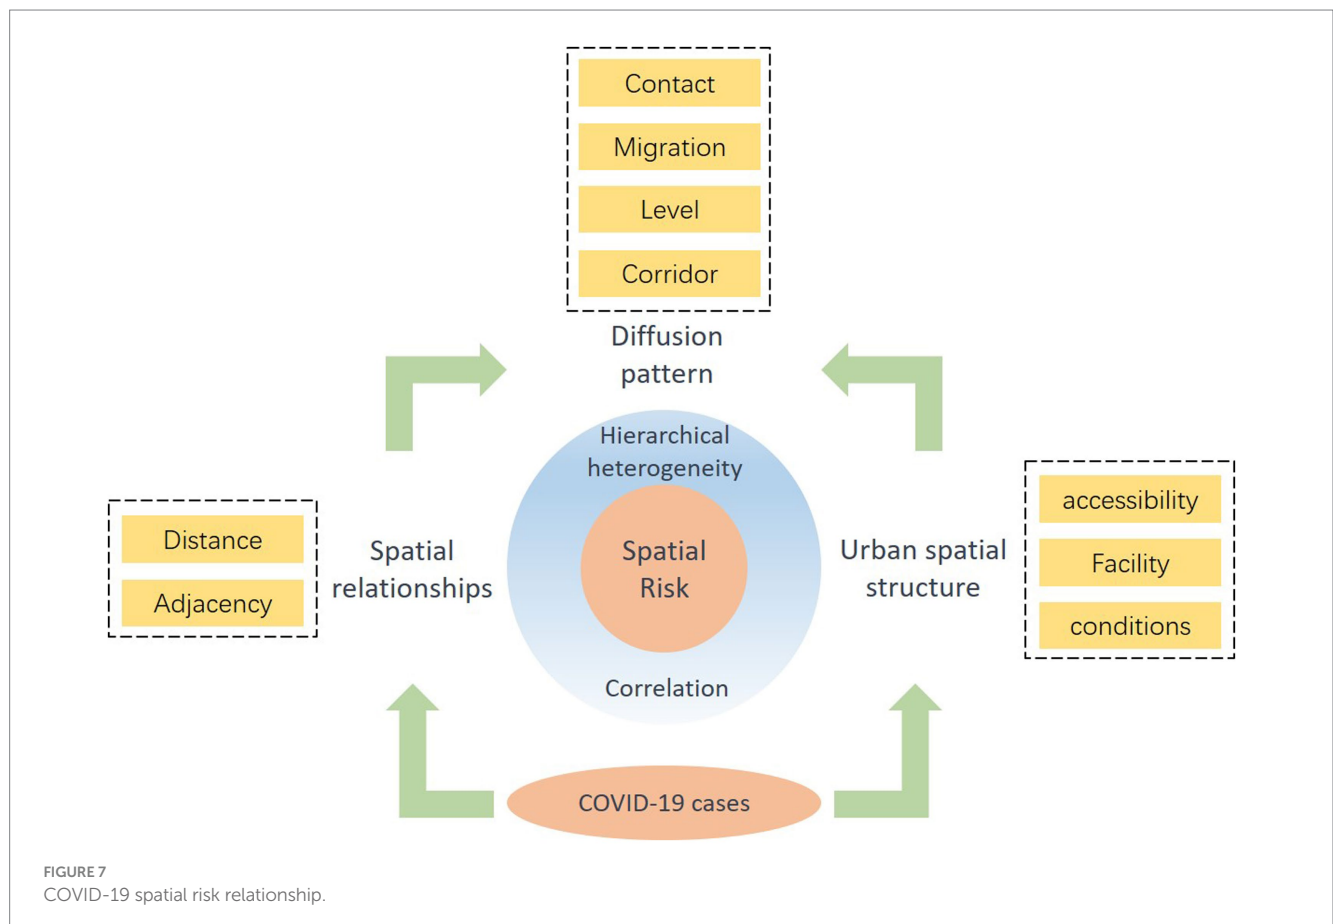 Contact
Migration
Level
Corridor
Diffusion
pattern
Hierarchical
heterogeneity
Distance
Adjacency
Spatial
relationships
Spatial
Risk
Urban spatial
structure
accessibility
Facility
conditions
Correlation
COVID-19 cases
FIGURE 7
COVID-19 spatial risk relationship.